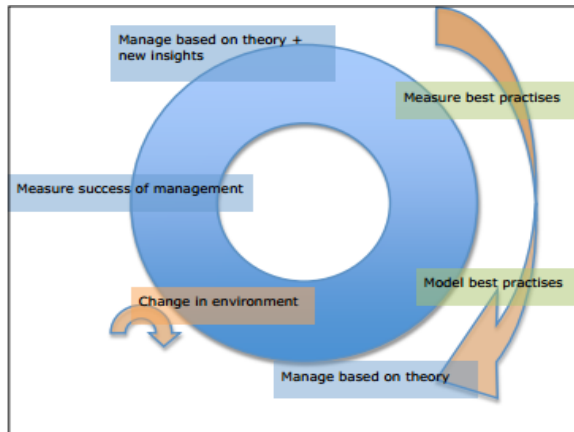 Manage based on theory +
new insights
Measure best practises
Measure success of management
Model best practises
Change in environment
Manage based on theory